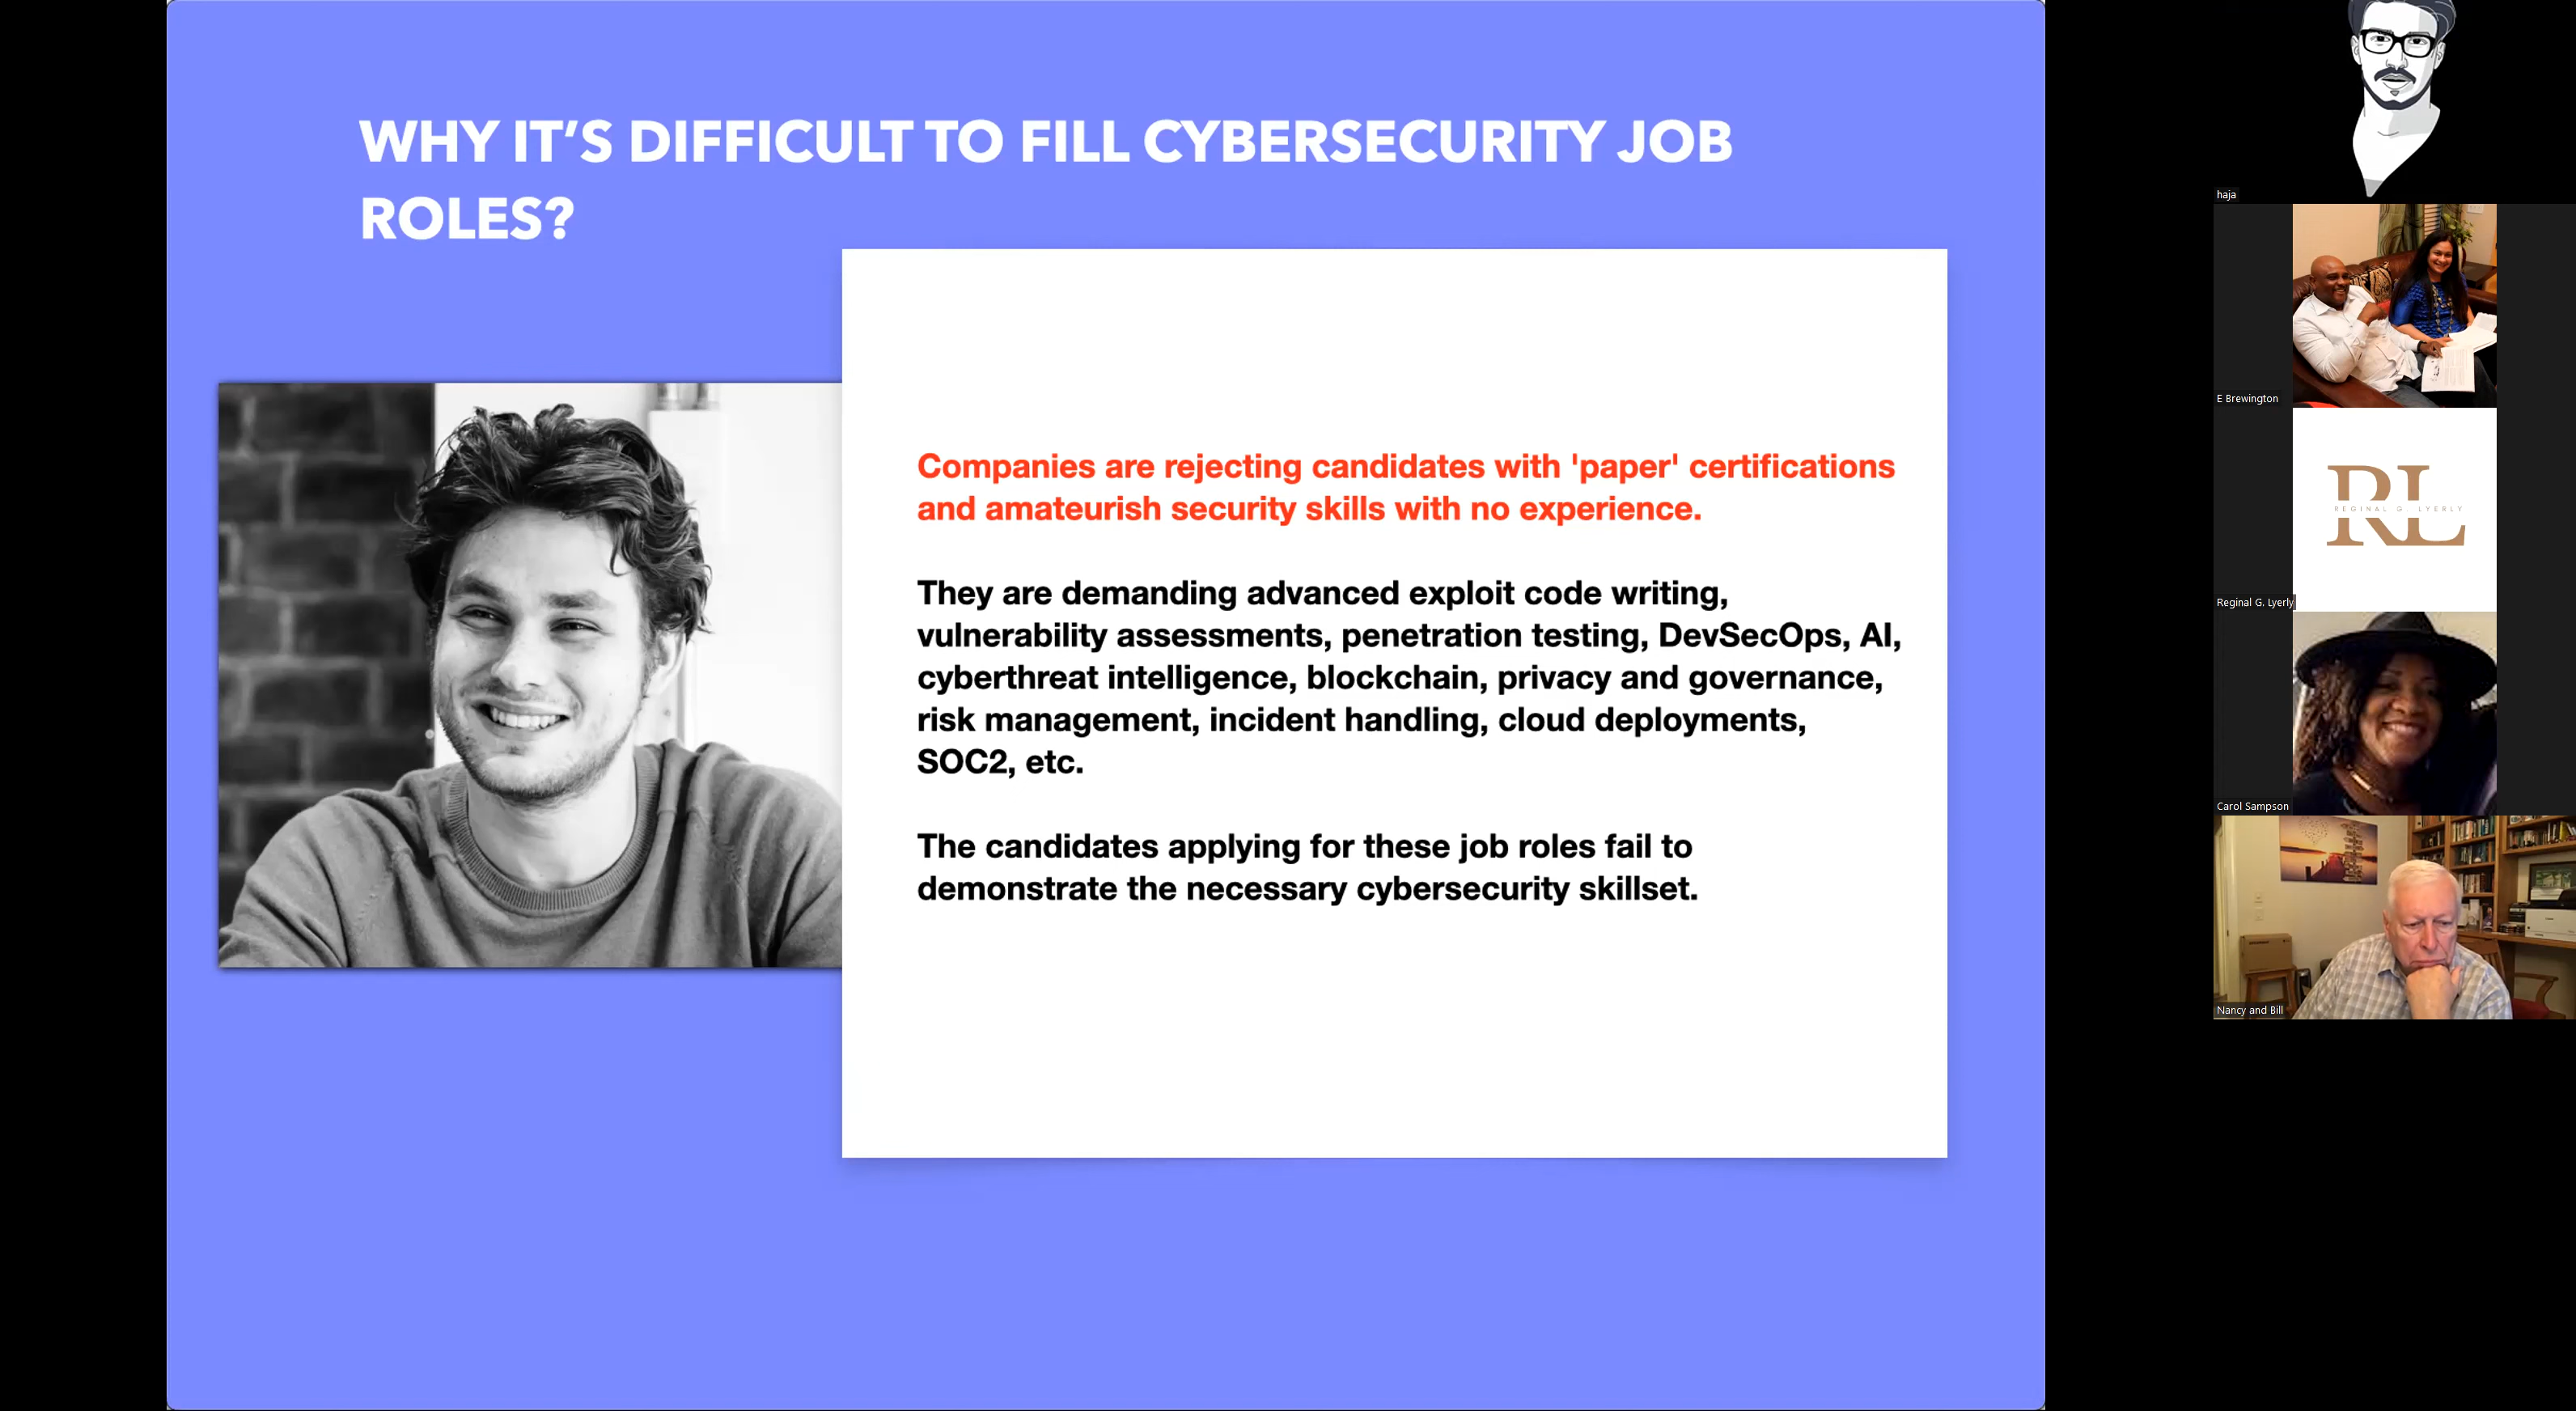 WHY IT’S DIFFICULT TO FILL CYBERSECURITY JOB
ROLES?
Companies are rejecting candidates with 'paper' certifications
and amateurish security skills with no experience.
They are demanding advanced exploit code writing,
vulnerability assessments, penetration testing, DevSecOps, AI,
cyberthreat intelligence, blockchain, privacy and governance,
risk management, incident handling, cloud deployments,
SOC2, etc.
The candidates applying for these job roles fail to
demonstrate the necessary cybersecurity skillset.
haja
E Brewington
RL
REGINAL G. LYERLY
Reginal G. Lyerly
Carol Sampson
Nancy and Bill